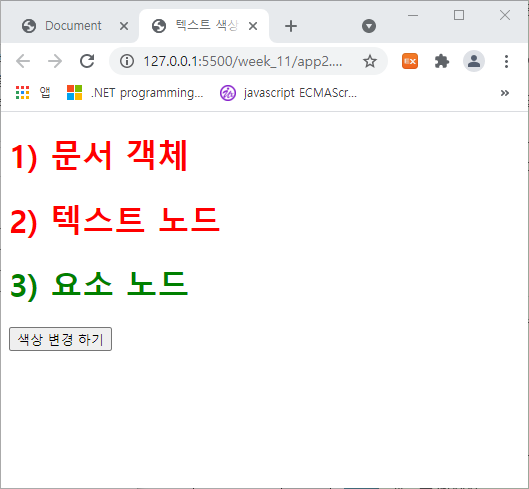 Document
텍스트 색상
127.0.0.1:5500/week_11/app2....
앱
.NET programming...
javascript ECMAScr...
»
1) 문서 객체
2) 텍스트 노드
3) 요소 노드
색상 변경 하기